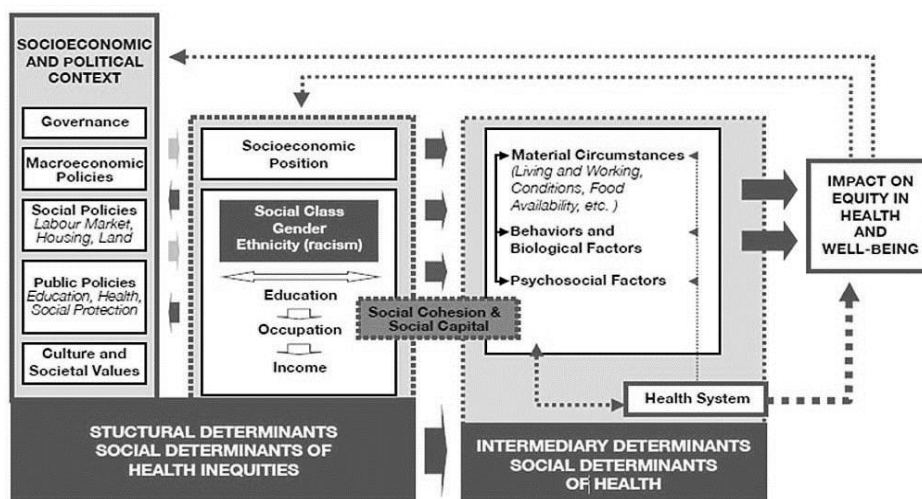 SOCIOECONOMIC
AND POLITICAL
CONTEXT
Governance
Macroeconomic
Policies
Social Policies
Labour Market,
Housing, Land
Public Policies
Education, Health,
Social Protection
Culture and
Societal Values
Socioeconomic
Position
Social Class
Gender
Ethnicity (racism)
Education
Occupation
Income
Social Cohesion &
Social Capital
Material Circumstances
(Living and Working,
Conditions, Food
Availability, etc. )
Behaviors and
Biological Factors
Psychosocial Factors
Health System
IMPACT ON
EQUITY IN
HEALTH
AND
WELL-BEING
STUCTURAL DETERMINANTS
SOCIAL DETERMINANTS OF
HEALTH INEQUITIES
INTERMEDIARY DETERMINANTS
SOCIAL DETERMINANTS
OF HEALTH